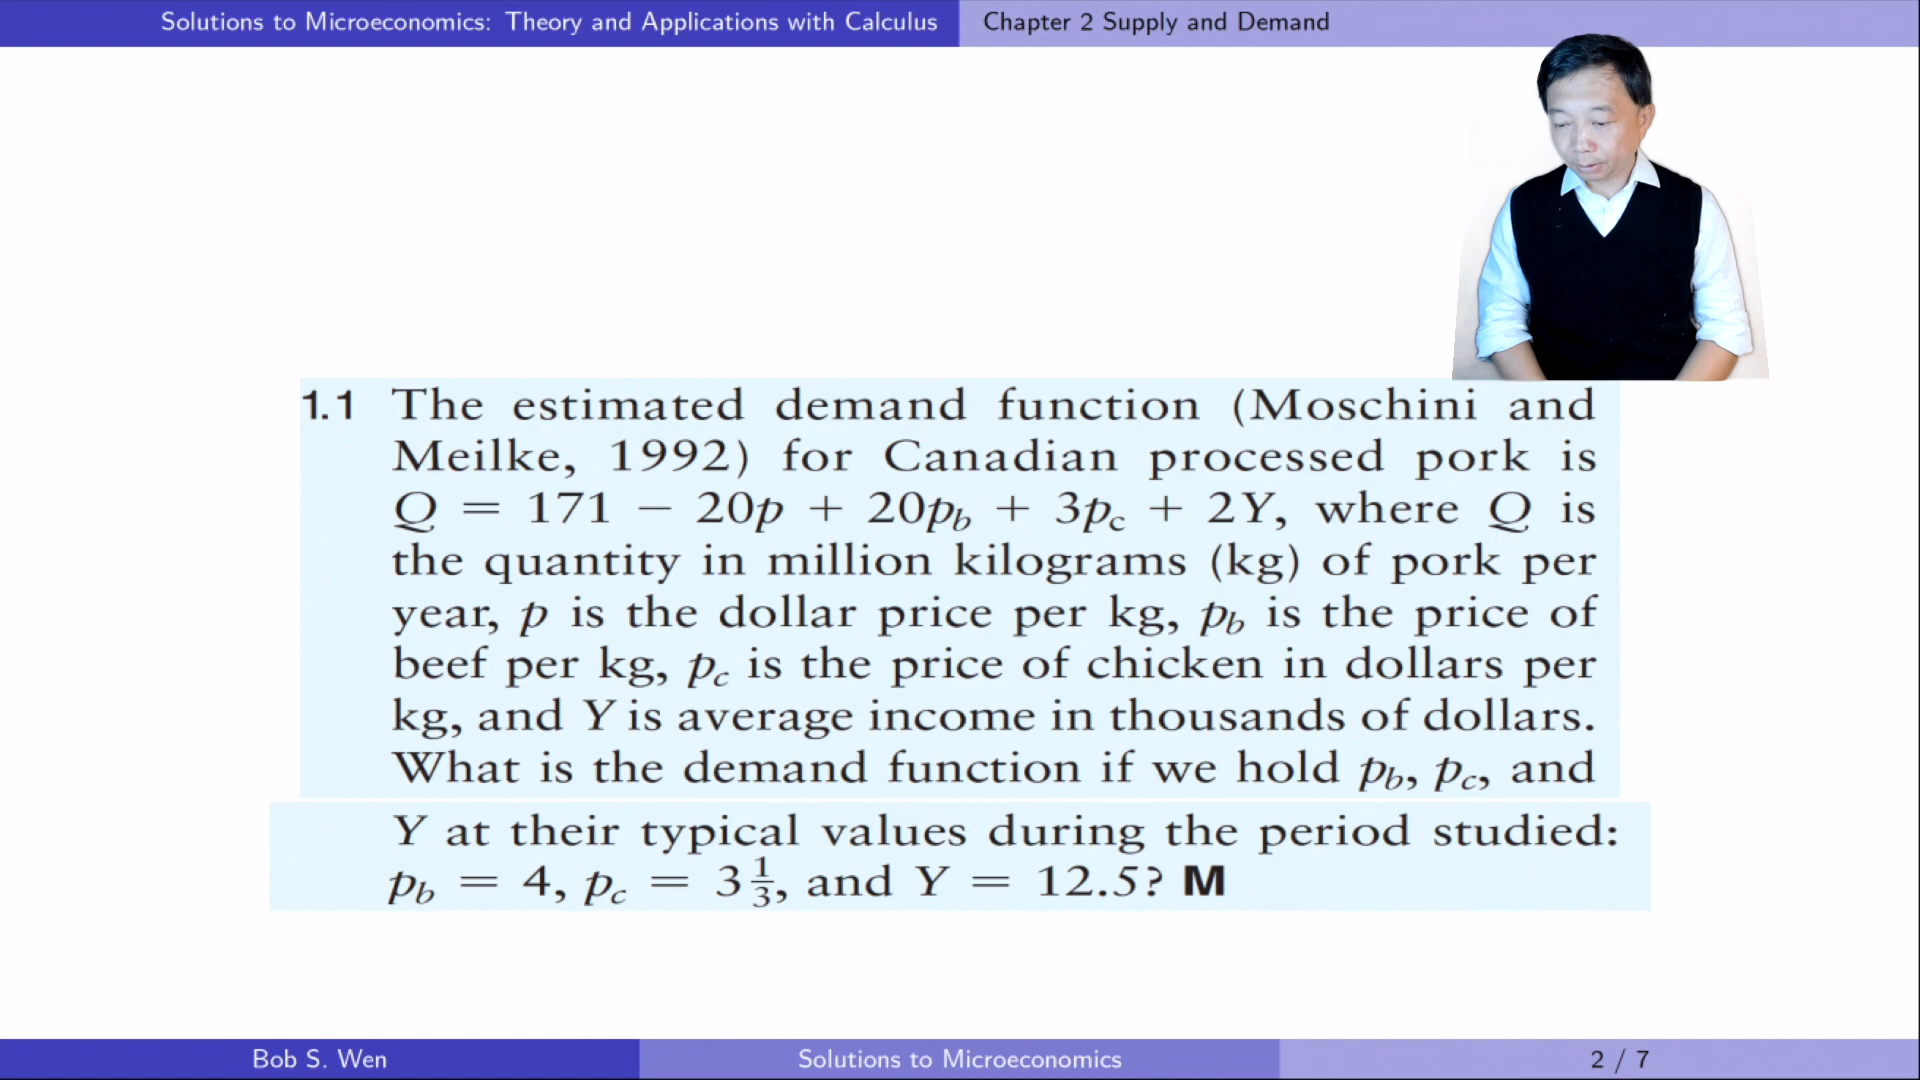 Solutions to Microeconomics: Theory and Applications with Calculus
Chapter 2 Supply and Demand
1.1 The estimated demand function (Moschini and
Meilke, 1992) for Canadian processed pork is
Q = 171 − 20p + 20p_b + 3p_c + 2Y, where Q is
the quantity in million kilograms (kg) of pork per
year, p is the dollar price per kg, p_b is the price of
beef per kg, p_c is the price of chicken in dollars per
kg, and Y is average income in thousands of dollars.
What is the demand function if we hold p_b, p_c, and
Y at their typical values during the period studied:
p_b = 4, p_c = 3 1/3, and Y = 12.5? M
Bob S. Wen
Solutions to Microeconomics
2 / 7